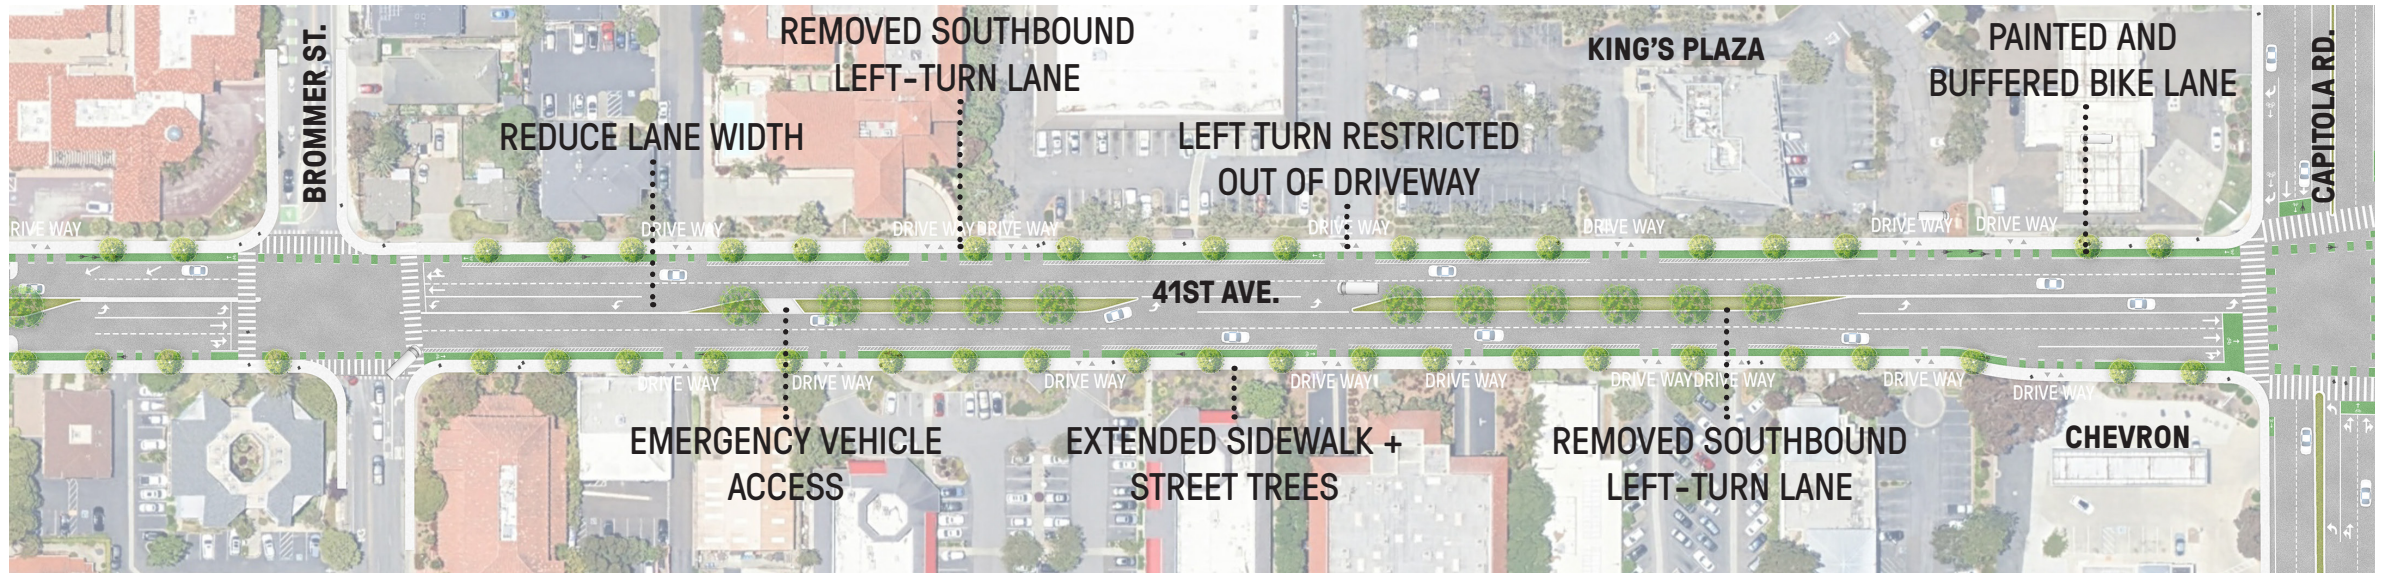 BROMMER ST.
REMOVED SOUTHBOUND
LEFT-TURN LANE
REDUCE LANE WIDTH
LEFT TURN RESTRICTED
OUT OF DRIVEWAY
KING'S PLAZA
PAINTED AND
BUFFERED BIKE LANE
CAPITOLA RD.
RIVE WAY
DRIVE WAY
DRIVE WAY
DRIVE WAY
DRIVE WAY
DRIVE WAY
DRIVE WAY
DRIVE WAY
41ST AVE.
DRIVE WAY
DRIVE WAY
DRIVE WAY
DRIVE WAY
DRIVE WAY
DRIVE WAY
DRIVE WAY
DRIVE WAY
DRIVE WAY
EMERGENCY VEHICLE
ACCESS
EXTENDED SIDEWALK +
STREET TREES
REMOVED SOUTHBOUND
LEFT-TURN LANE
CHEVRON